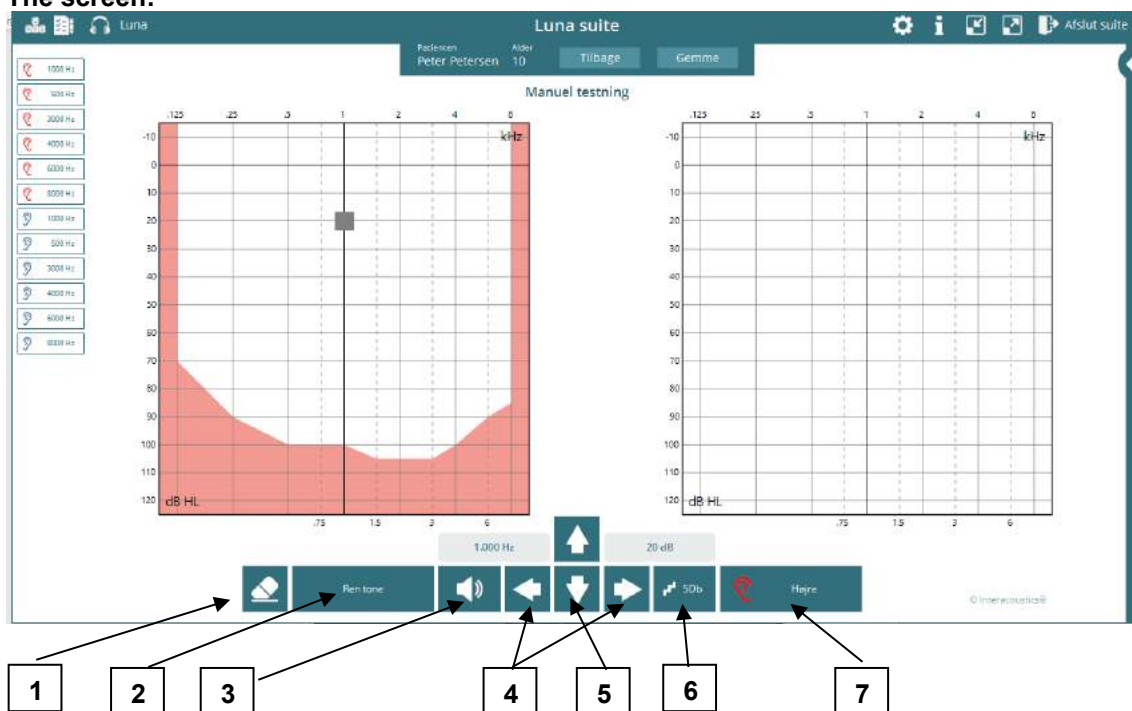 The screen:
Luna
Luna suite
Afslut suite
Patienten
Peter Petersen
Alder
10
Tilbage
Gemme
Manuel testning
1000 Hz
500 Hz
3000 Hz
4000 Hz
6000 Hz
8000 Hz
1000 Hz
500 Hz
3000 Hz
4000 Hz
6000 Hz
8000 Hz
.125 .25 .5 1 2 4 8
kHz
-10
0
10
20
30
40
50
60
70
80
90
100
110
120
dB HL
.75 1.5 3 6
.125 .25 .5 1 2 4 8
kHz
-10
0
10
20
30
40
50
60
70
80
90
100
110
120
dB HL
.75 1.5 3 6
1.000 Hz
20 dB
Ren tone
5Db
Højre
© Interacoustics®
1 2 3 4 5 6 7